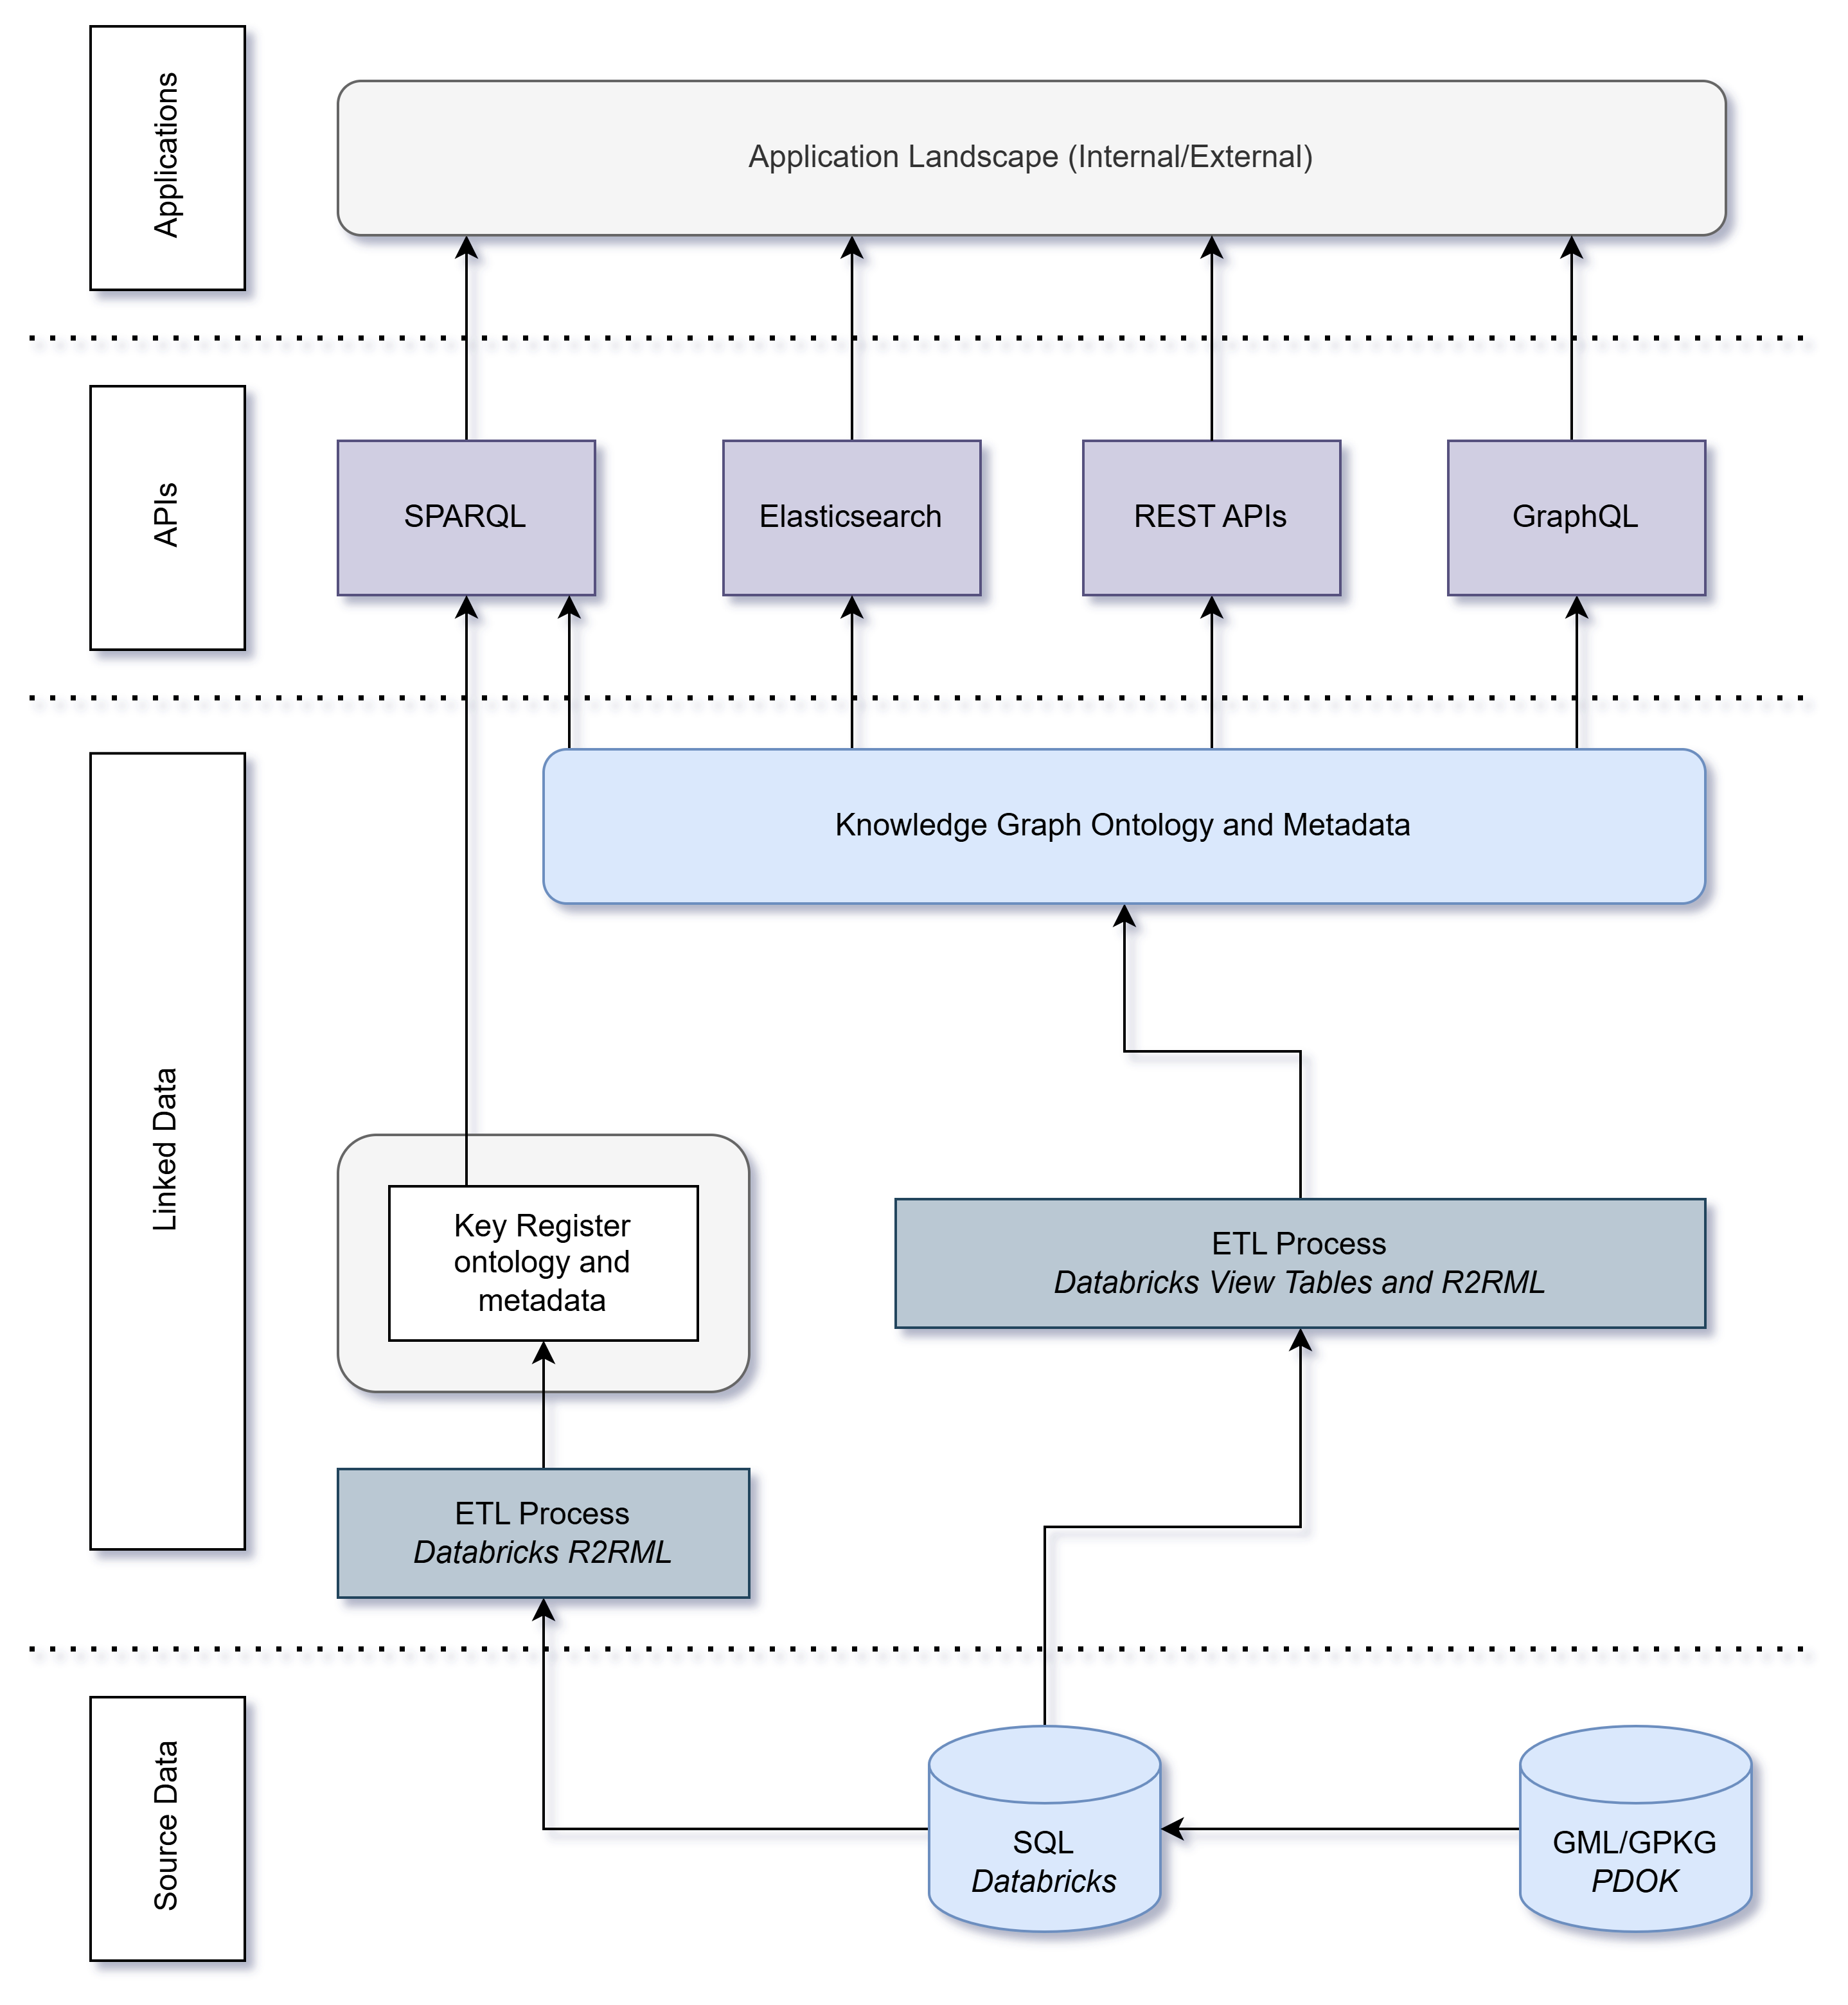 Applications
Application Landscape (Internal/External)
APIs
SPARQL
Elasticsearch
REST APIs
GraphQL
Linked Data
Knowledge Graph Ontology and Metadata
Key Register
ontology and
metadata
ETL Process
Databricks View Tables and R2RML
ETL Process
Databricks R2RML
Source Data
SQL
Databricks
GML/GPKG
PDOK